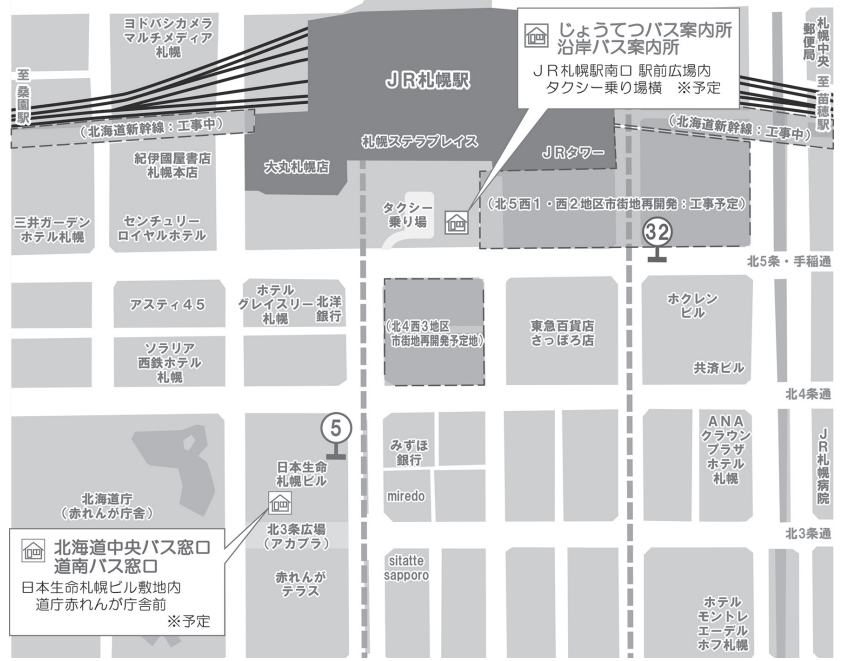 ヨドバシカメラ
マルチメディア
札幌
至
桑園駅
JR札幌駅
じょうてつバス案内所
沿岸バス案内所
JR札幌駅南口 駅前広場内
タクシー乗り場横 ※予定
札幌中央
郵便局
至
苗穂駅
(北海道新幹線:工事中)
(北海道新幹線:工事中)
紀伊國屋書店
札幌本店
大丸札幌店
札幌ステラプレイス
JRタワー
三井ガーデン
ホテル札幌
センチュリー
ロイヤルホテル
タクシー
乗り場
(北5西1・西2地区市街地再開発:工事予定)
32
北5条・手稲通
アスティ45
ホテル
グレイスリー
札幌
北洋
銀行
(北4西3地区
市街地再開発予定地)
東急百貨店
さっぽろ店
ホクレン
ビル
ソラリア
西鉄ホテル
札幌
共済ビル
北4条通
5
みずほ
銀行
ANA
クラウン
プラザ
ホテル
札幌
JR札幌病院
日本生命
札幌ビル
miredo
北海道庁
(赤れんが庁舎)
北3条広場
(アカプラ)
北3条通
北海道中央バス窓口
道南バス窓口
日本生命札幌ビル敷地内
道庁赤れんが庁舎前
※予定
赤れんが
テラス
sitatte
sapporo
ホテル
モントレ
エーデル
ホフ札幌